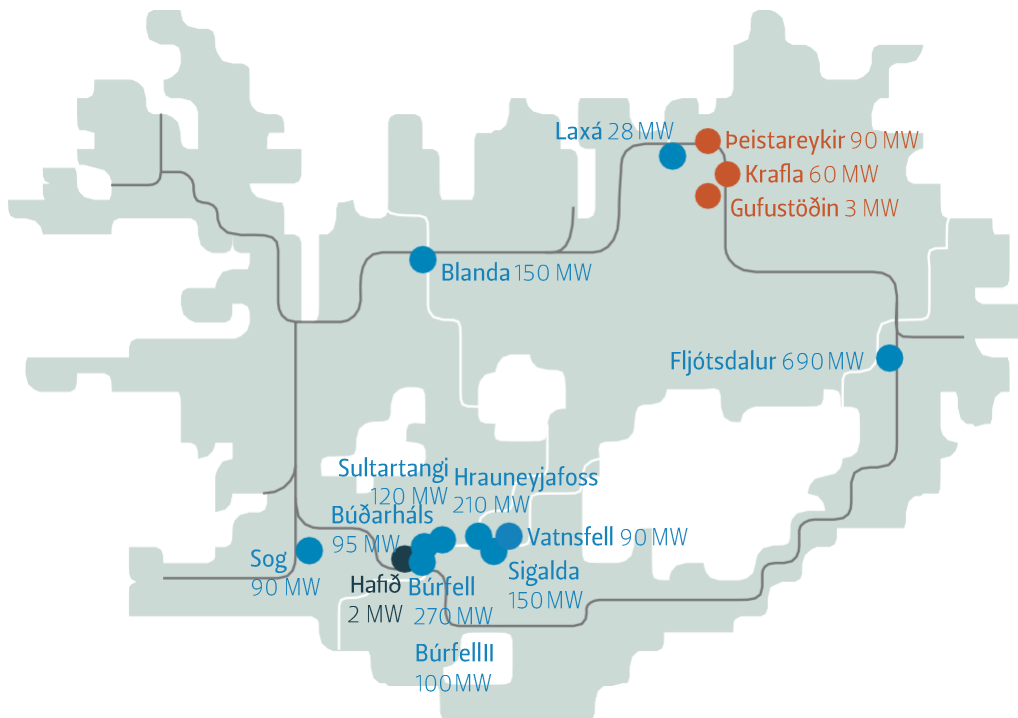 Laxá 28 MW
Þeistareykir 90 MW
Krafla 60 MW
Gufustöðin 3 MW
Blanda 150 MW
Fljótsdalur 690 MW
Sultartangi
120 MW
Hrauneyjafoss
210 MW
Búðarháls
95 MW
Vatnsfell 90 MW
Sog
90 MW
Sigalda
150 MW
Hafið
2 MW
Búrfell
270 MW
Búrfell II
100 MW